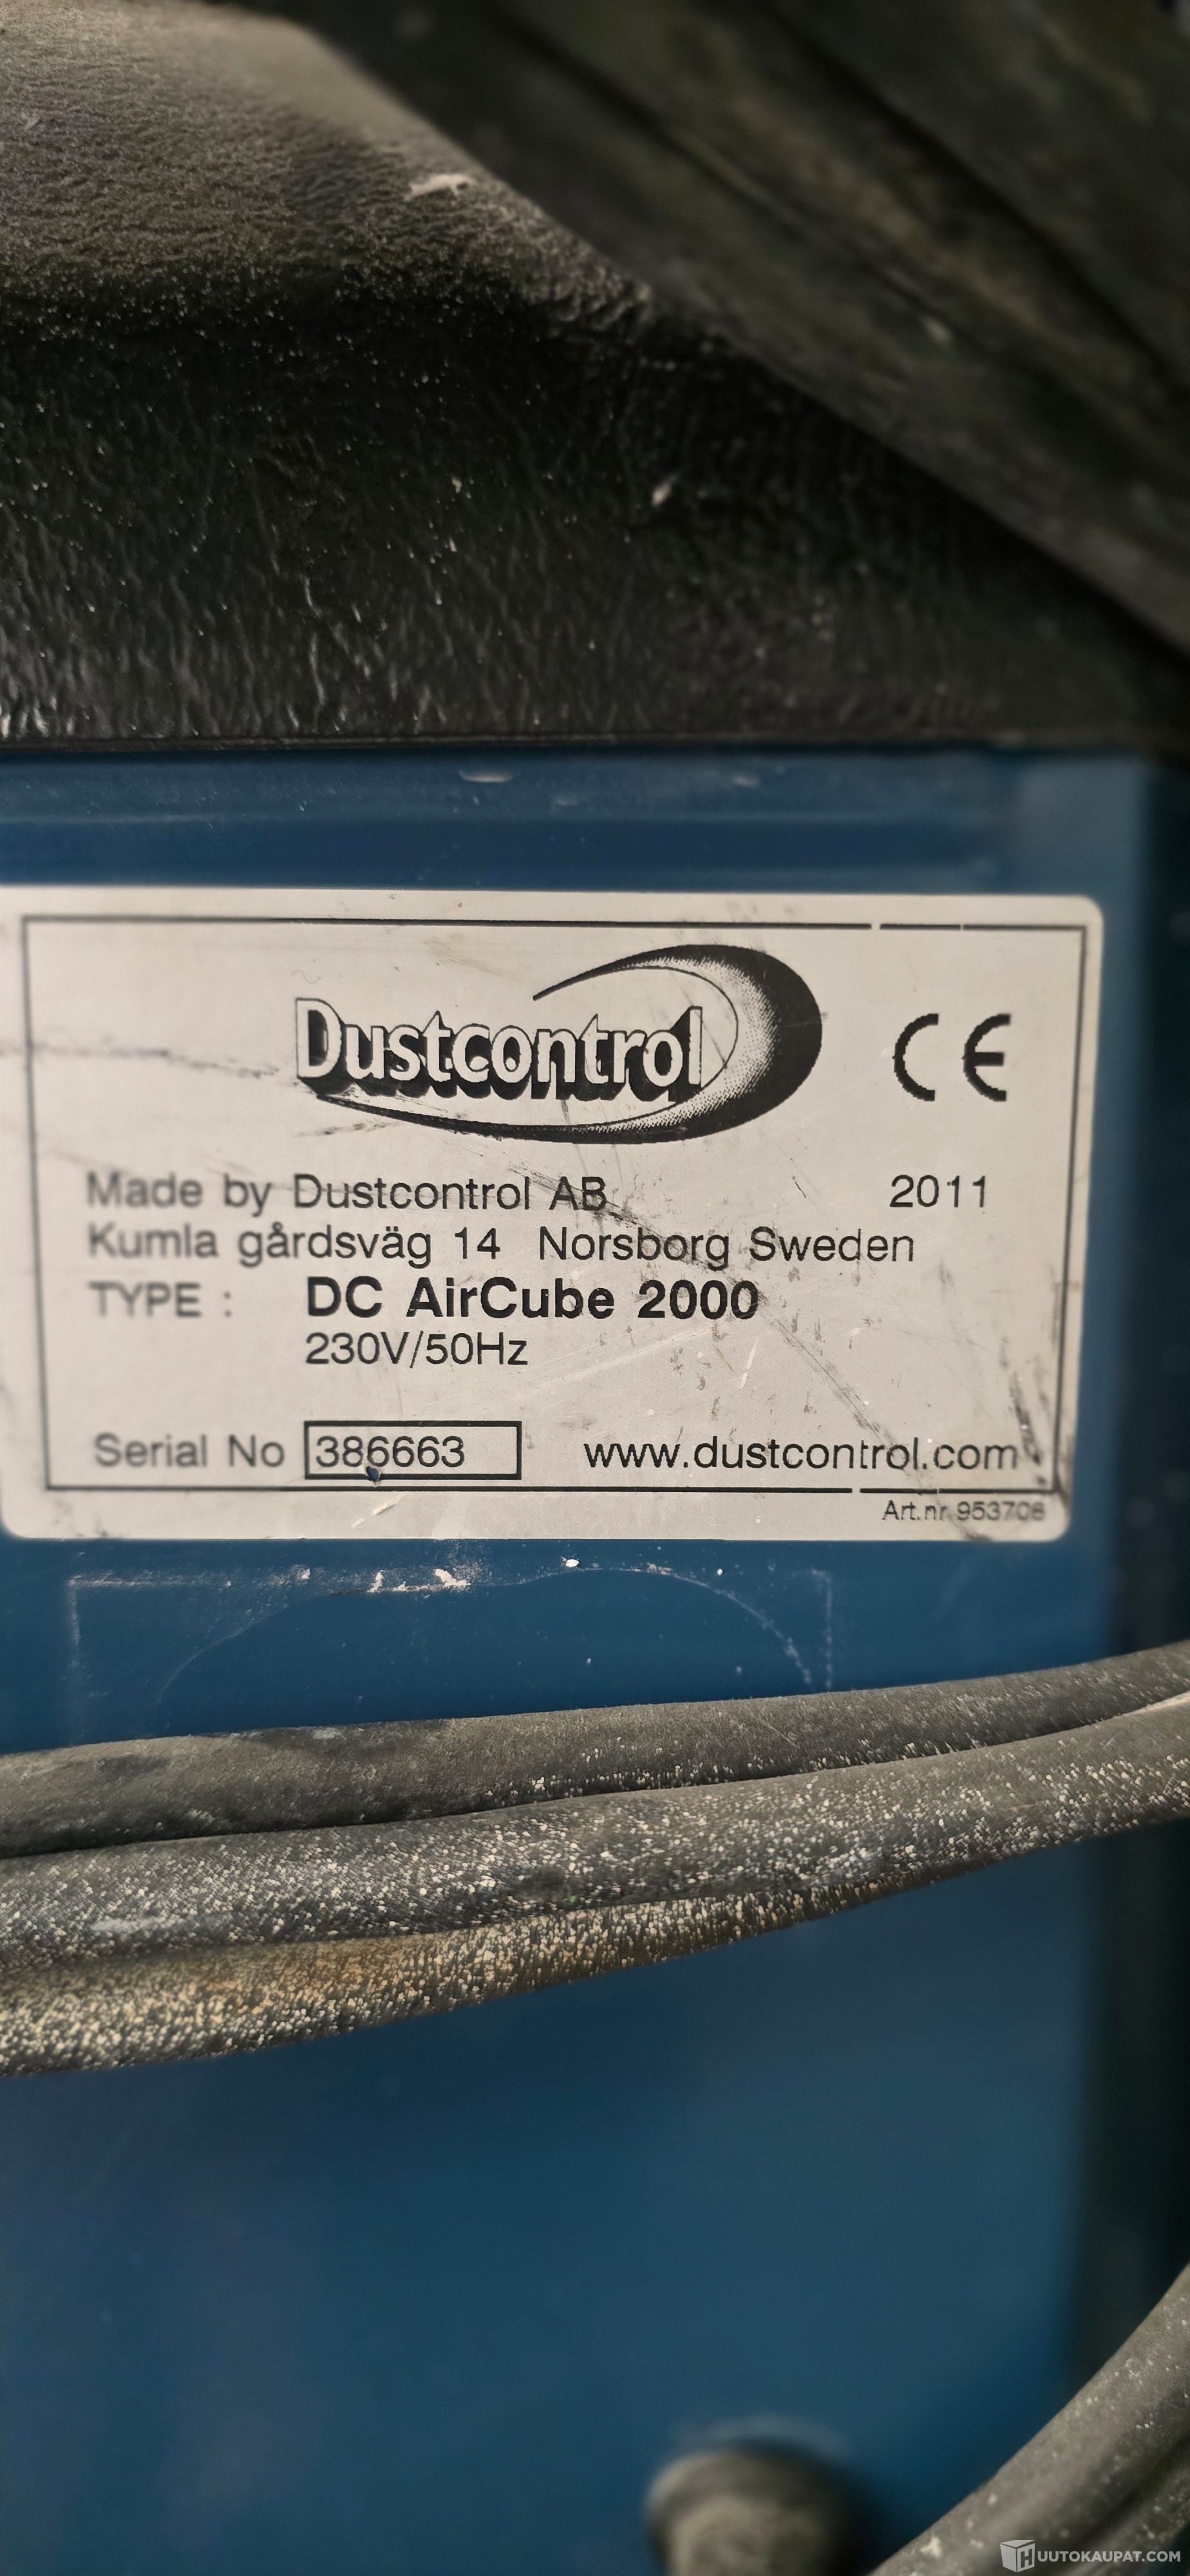 Dustcontrol
CE
Made by Dustcontrol AB 2011
Kumla gårdsväg 14 Norsborg Sweden
TYPE : DC AirCube 2000
230V/50Hz
Serial No 386663 www.dustcontrol.com
Art.nr 953708
HUUTOKAUPAT.COM